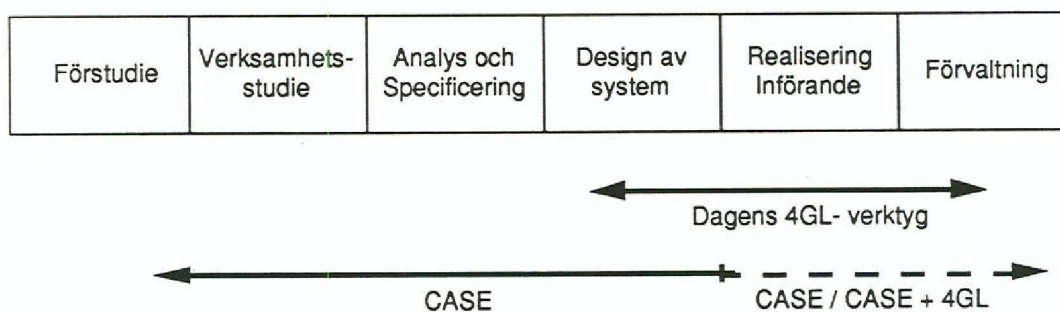 Förstudie
Verksamhets-
studie
Analys och
Specificering
Design av
system
Realisering
Införande
Förvaltning
Dagens 4GL- verktyg
CASE
CASE / CASE + 4GL